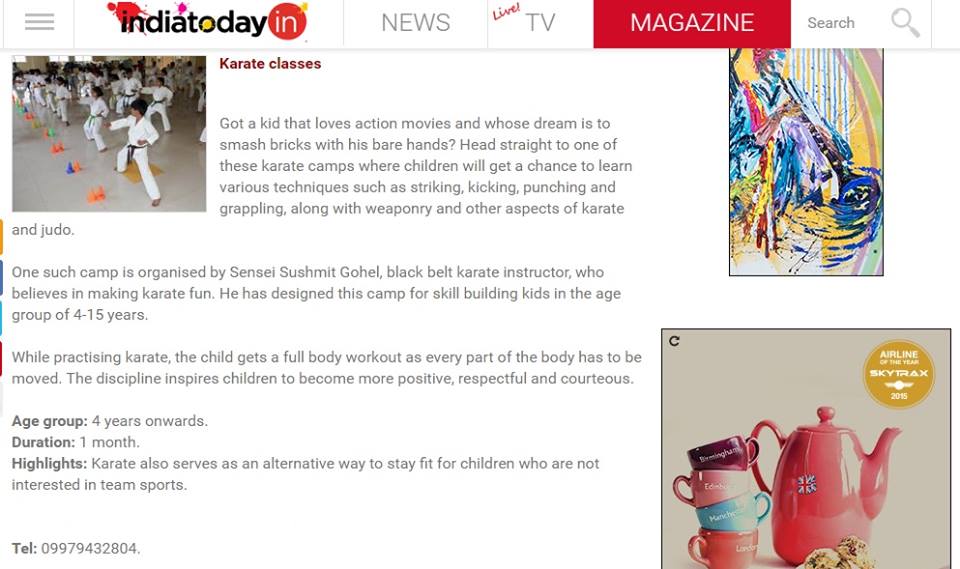 indiatoday in
NEWS
Live! TV
MAGAZINE
Search
Karate classes
Got a kid that loves action movies and whose dream is to
smash bricks with his bare hands? Head straight to one of
these karate camps where children will get a chance to learn
various techniques such as striking, kicking, punching and
grappling, along with weaponry and other aspects of karate
and judo.
One such camp is organised by Sensei Sushmit Gohel, black belt karate instructor, who
believes in making karate fun. He has designed this camp for skill building kids in the age
group of 4-15 years.
While practising karate, the child gets a full body workout as every part of the body has to be
moved. The discipline inspires children to become more positive, respectful and courteous.
Age group: 4 years onwards.
Duration: 1 month.
Highlights: Karate also serves as an alternative way to stay fit for children who are not
interested in team sports.
Tel: 09979432804.
AIRLINE
OF THE YEAR
SKYTRAX
2015
Birmingham
Edinbu
Manche
London